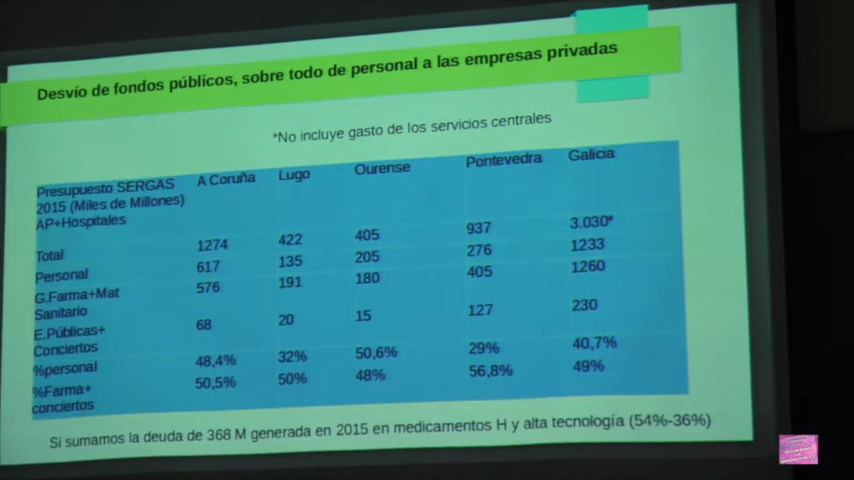 Desvío de fondos públicos, sobre todo de personal a las empresas privadas
*No incluye gasto de los servicios centrales
Presupuesto SERGAS 2015 (Miles de Millones) AP+Hospitales A Coruña Lugo Ourense Pontevedra Galicia
Total 1274 422 405 937 3.030*
Personal 617 135 205 276 1233
G.Farma+Mat Sanitario 576 191 180 405 1260
E.Públicas+ Conciertos 68 20 15 127 230
%personal 48,4% 32% 50,6% 29% 40,7%
%Farma+ conciertos 50,5% 50% 48% 56,8% 49%
Si sumamos la deuda de 368 M generada en 2015 en medicamentos H y alta tecnología (54%-36%)